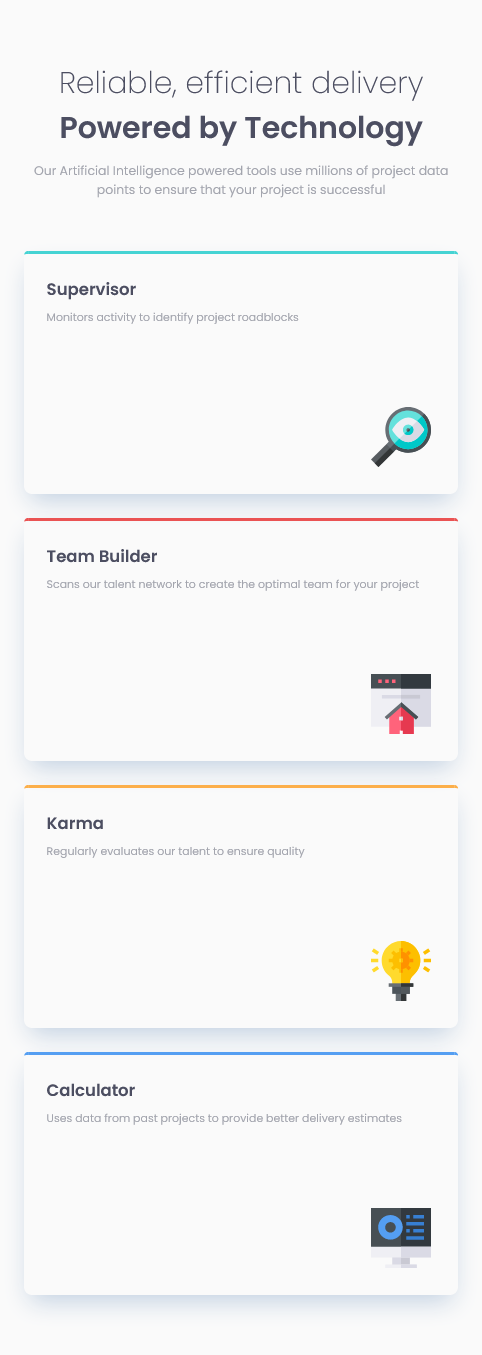 Reliable, efficient delivery
Powered by Technology
Our Artificial Intelligence powered tools use millions of project data
points to ensure that your project is successful
Supervisor
Monitors activity to identify project roadblocks
Team Builder
Scans our talent network to create the optimal team for your project
Karma
Regularly evaluates our talent to ensure quality
Calculator
Uses data from past projects to provide better delivery estimates